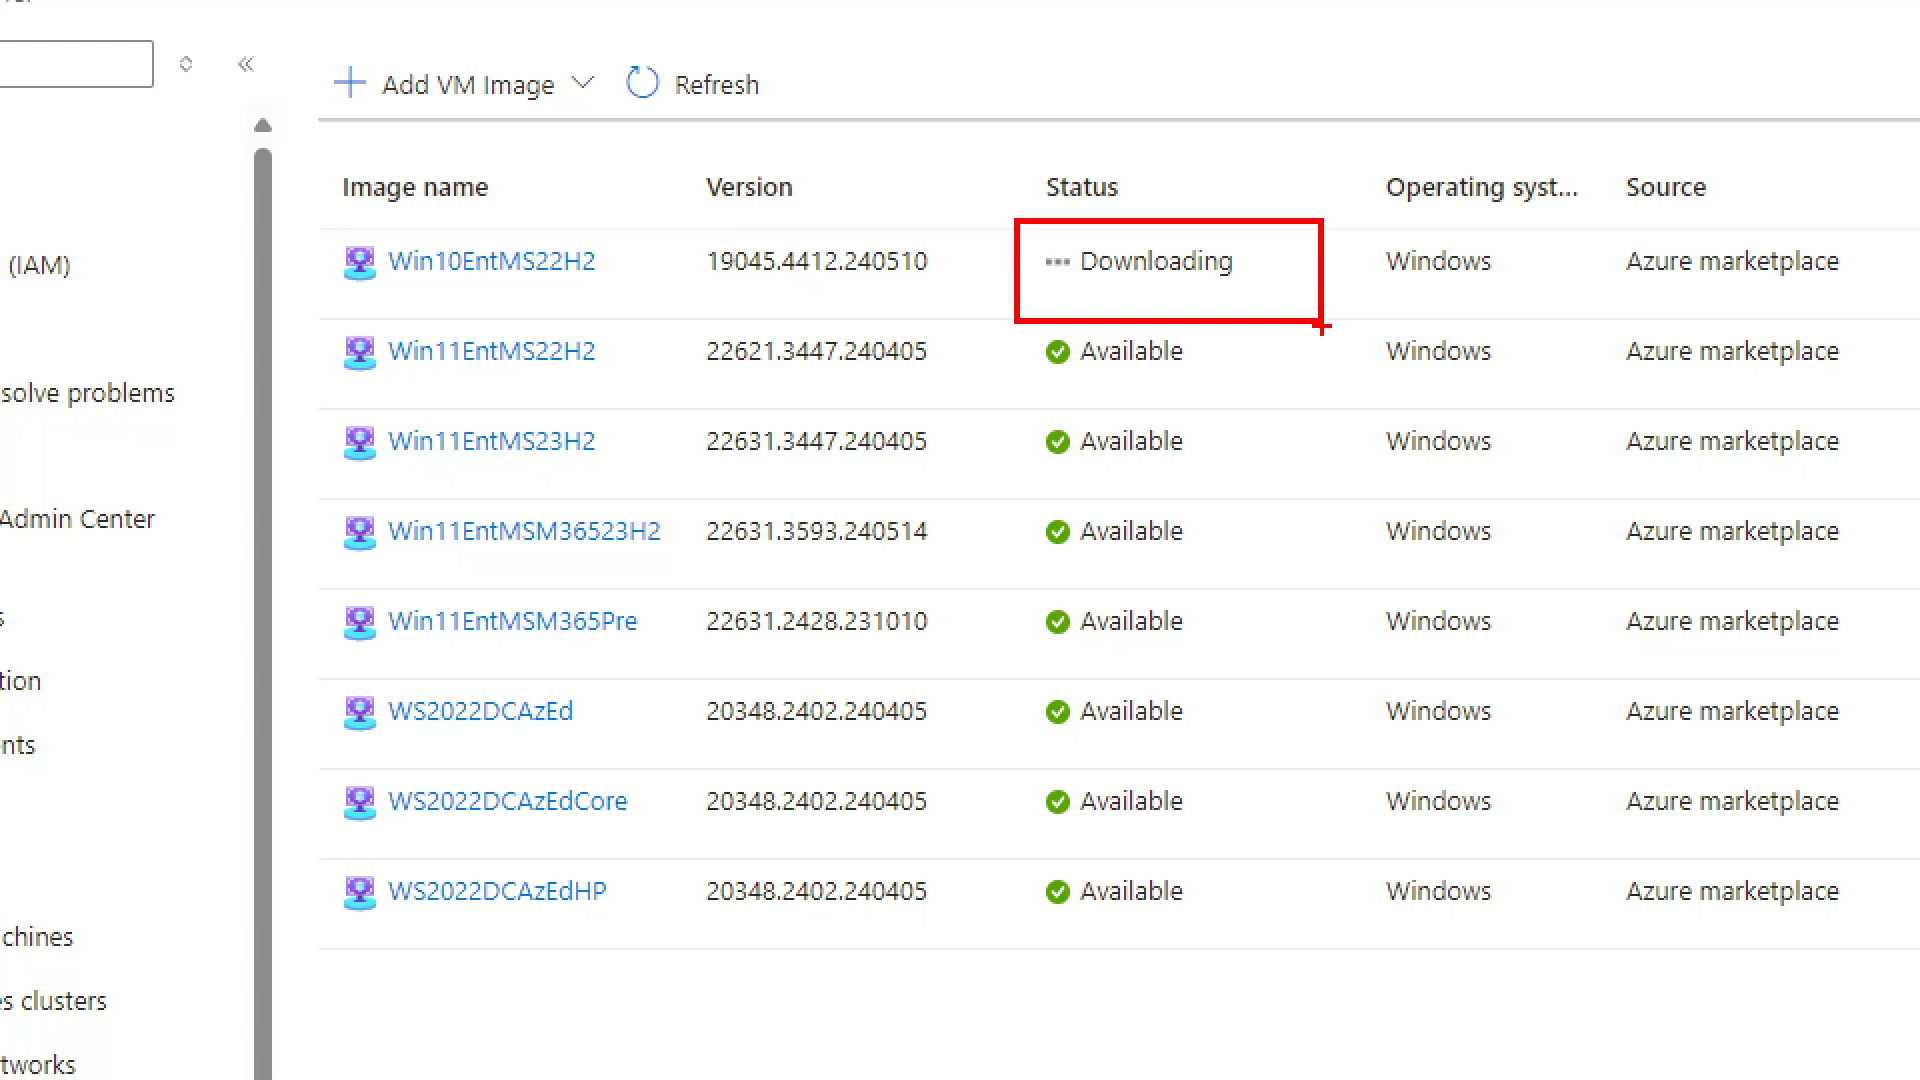 Add VM Image
Refresh
Image name Version Status Operating syst... Source
Win10EntMS22H2 19045.4412.240510 Downloading Windows Azure marketplace
Win11EntMS22H2 22621.3447.240405 Available Windows Azure marketplace
Win11EntMS23H2 22631.3447.240405 Available Windows Azure marketplace
Win11EntMSM36523H2 22631.3593.240514 Available Windows Azure marketplace
Win11EntMSM365Pre 22631.2428.231010 Available Windows Azure marketplace
WS2022DCAzEd 20348.2402.240405 Available Windows Azure marketplace
WS2022DCAzEdCore 20348.2402.240405 Available Windows Azure marketplace
WS2022DCAzEdHP 20348.2402.240405 Available Windows Azure marketplace
(IAM)
solve problems
Admin Center
s
tion
nts
chines
es clusters
tworks